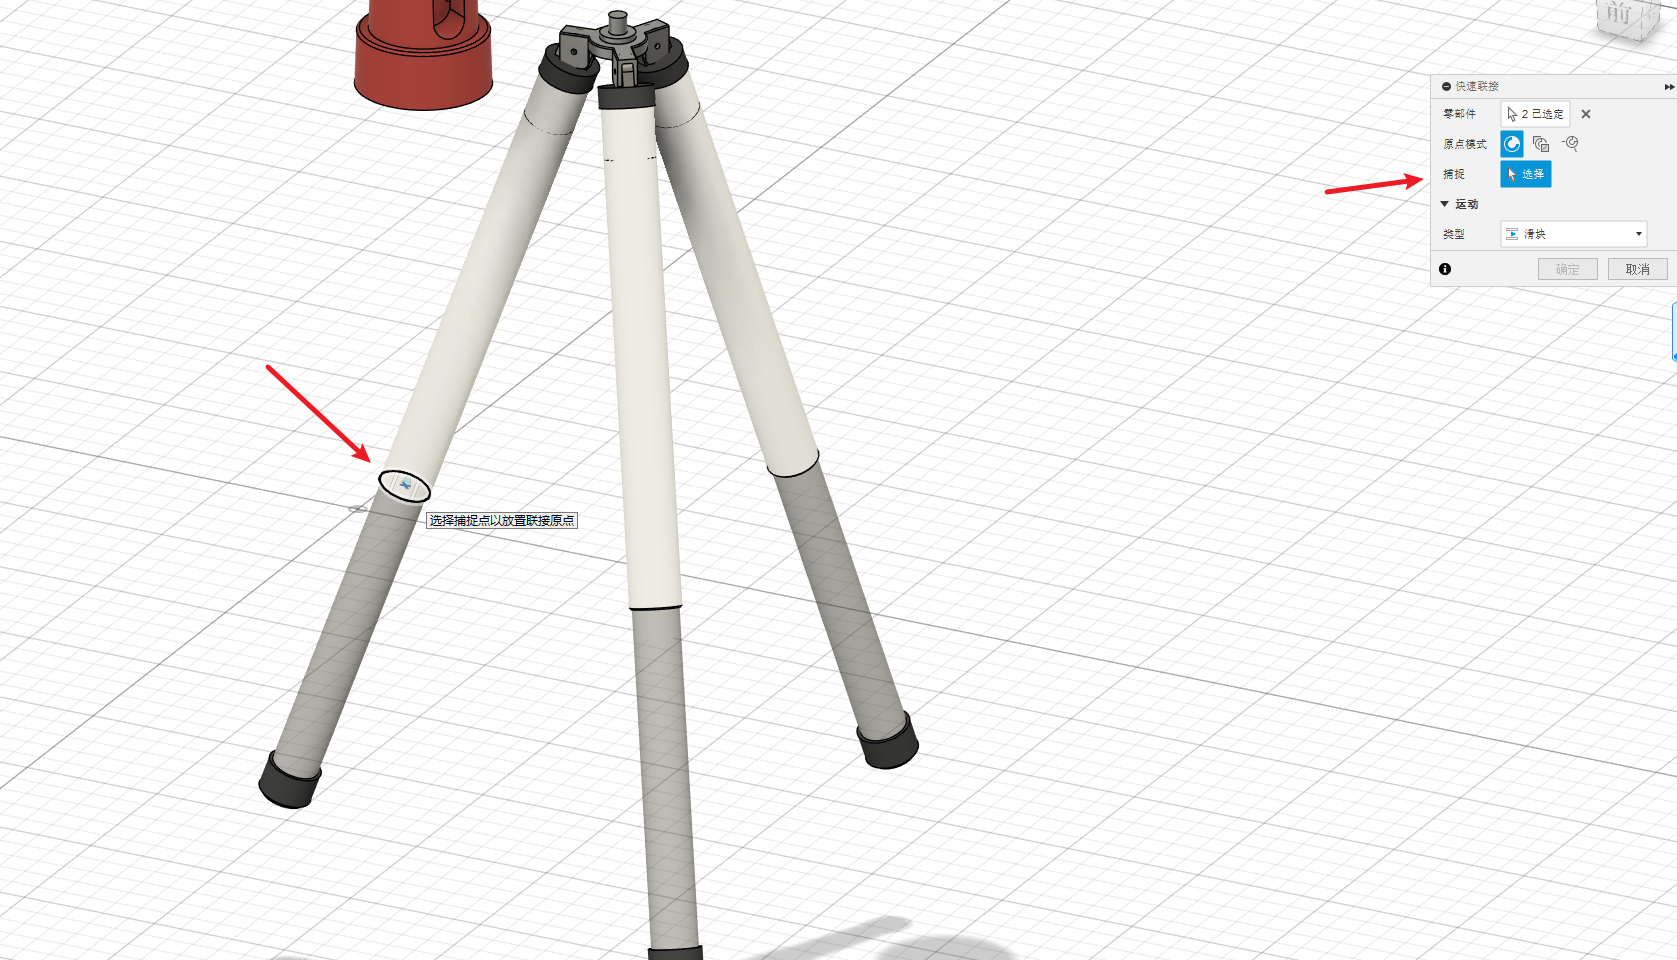 前
快速联接
零部件 2 已选定
原点模式
捕捉 选择
运动
类型 滑块
确定 取消
选择捕捉点以放置联接原点